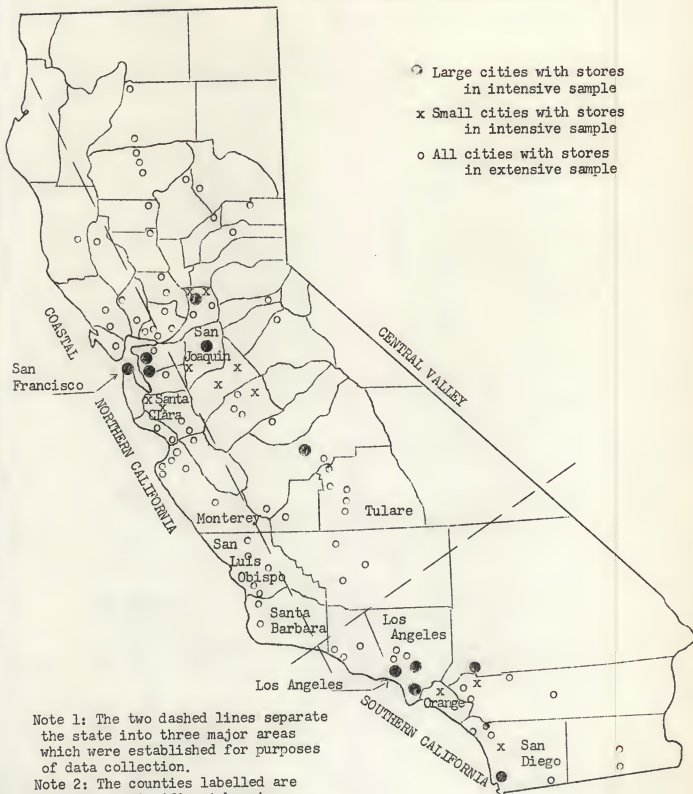 Large cities with stores
in intensive sample
x Small cities with stores
in intensive sample
o All cities with stores
in extensive sample
COASTAL
NORTHERN CALIFORNIA
CENTRAL VALLEY
San
Francisco
San
Joaquin
Santa
Clara
Monterey
Tulare
San
Luis
Obispo
Santa
Barbara
Los
Angeles
Los Angeles
Orange
SOUTHERN CALIFORNIA
San
Diego
Note 1: The two dashed lines separate
the state into three major areas
which were established for purposes
of data collection.
Note 2: The counties labelled are